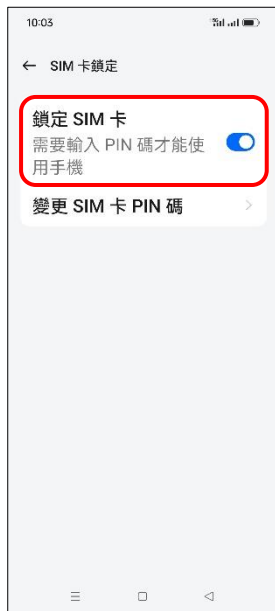 10:03
← SIM 卡鎖定
鎖定 SIM 卡
需要輸入 PIN 碼才能使
用手機
變更 SIM 卡 PIN 碼